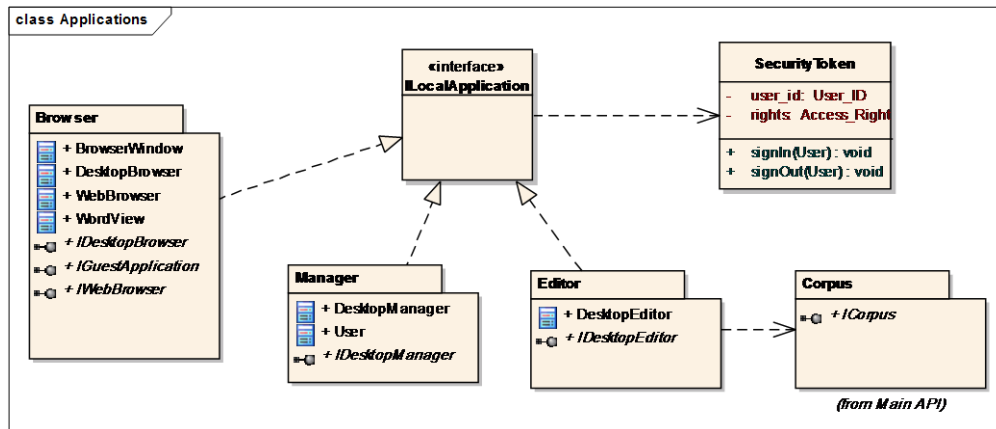 class Applications
«interface»
ILocalApplication
SecurityToken
- user_id: User_ID
- rights: Access_Right
+ signIn(User) : void
+ signOut(User) : void
Browser
+ BrowserWindow
+ DesktopBrowser
+ WebBrowser
+ WordView
+ IDesktopBrowser
+ IGuestApplication
+ IWebBrowser
Manager
+ DesktopManager
+ User
+ IDesktopManager
Editor
+ DesktopEditor
+ IDesktopEditor
Corpus
+ ICorpus
(from Main API)